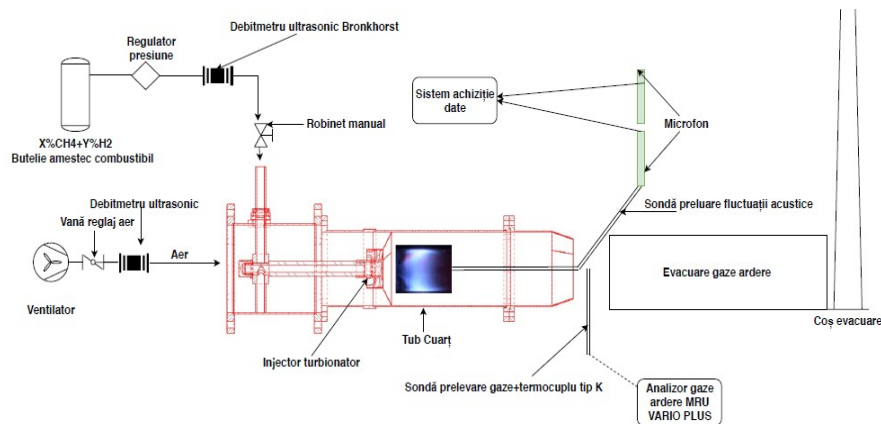 Debitmetru ultrasonic Bronkhorst
Regulator
presiune
Sistem achiziție
date
Microfon
Robinet manual
X%CH4+Y%H2
Butelie amestec combustibil
Debitmetru ultrasonic
Vană reglaj aer
Aer
Sondă preluare fluctuații acustice
Evacuare gaze ardere
Ventilator
Coș evacuare
Tub Cuarț
Injector turbionator
Sondă prelevare gaze+termocuplu tip K
Analizor gaze
ardere MRU
VARIO PLUS